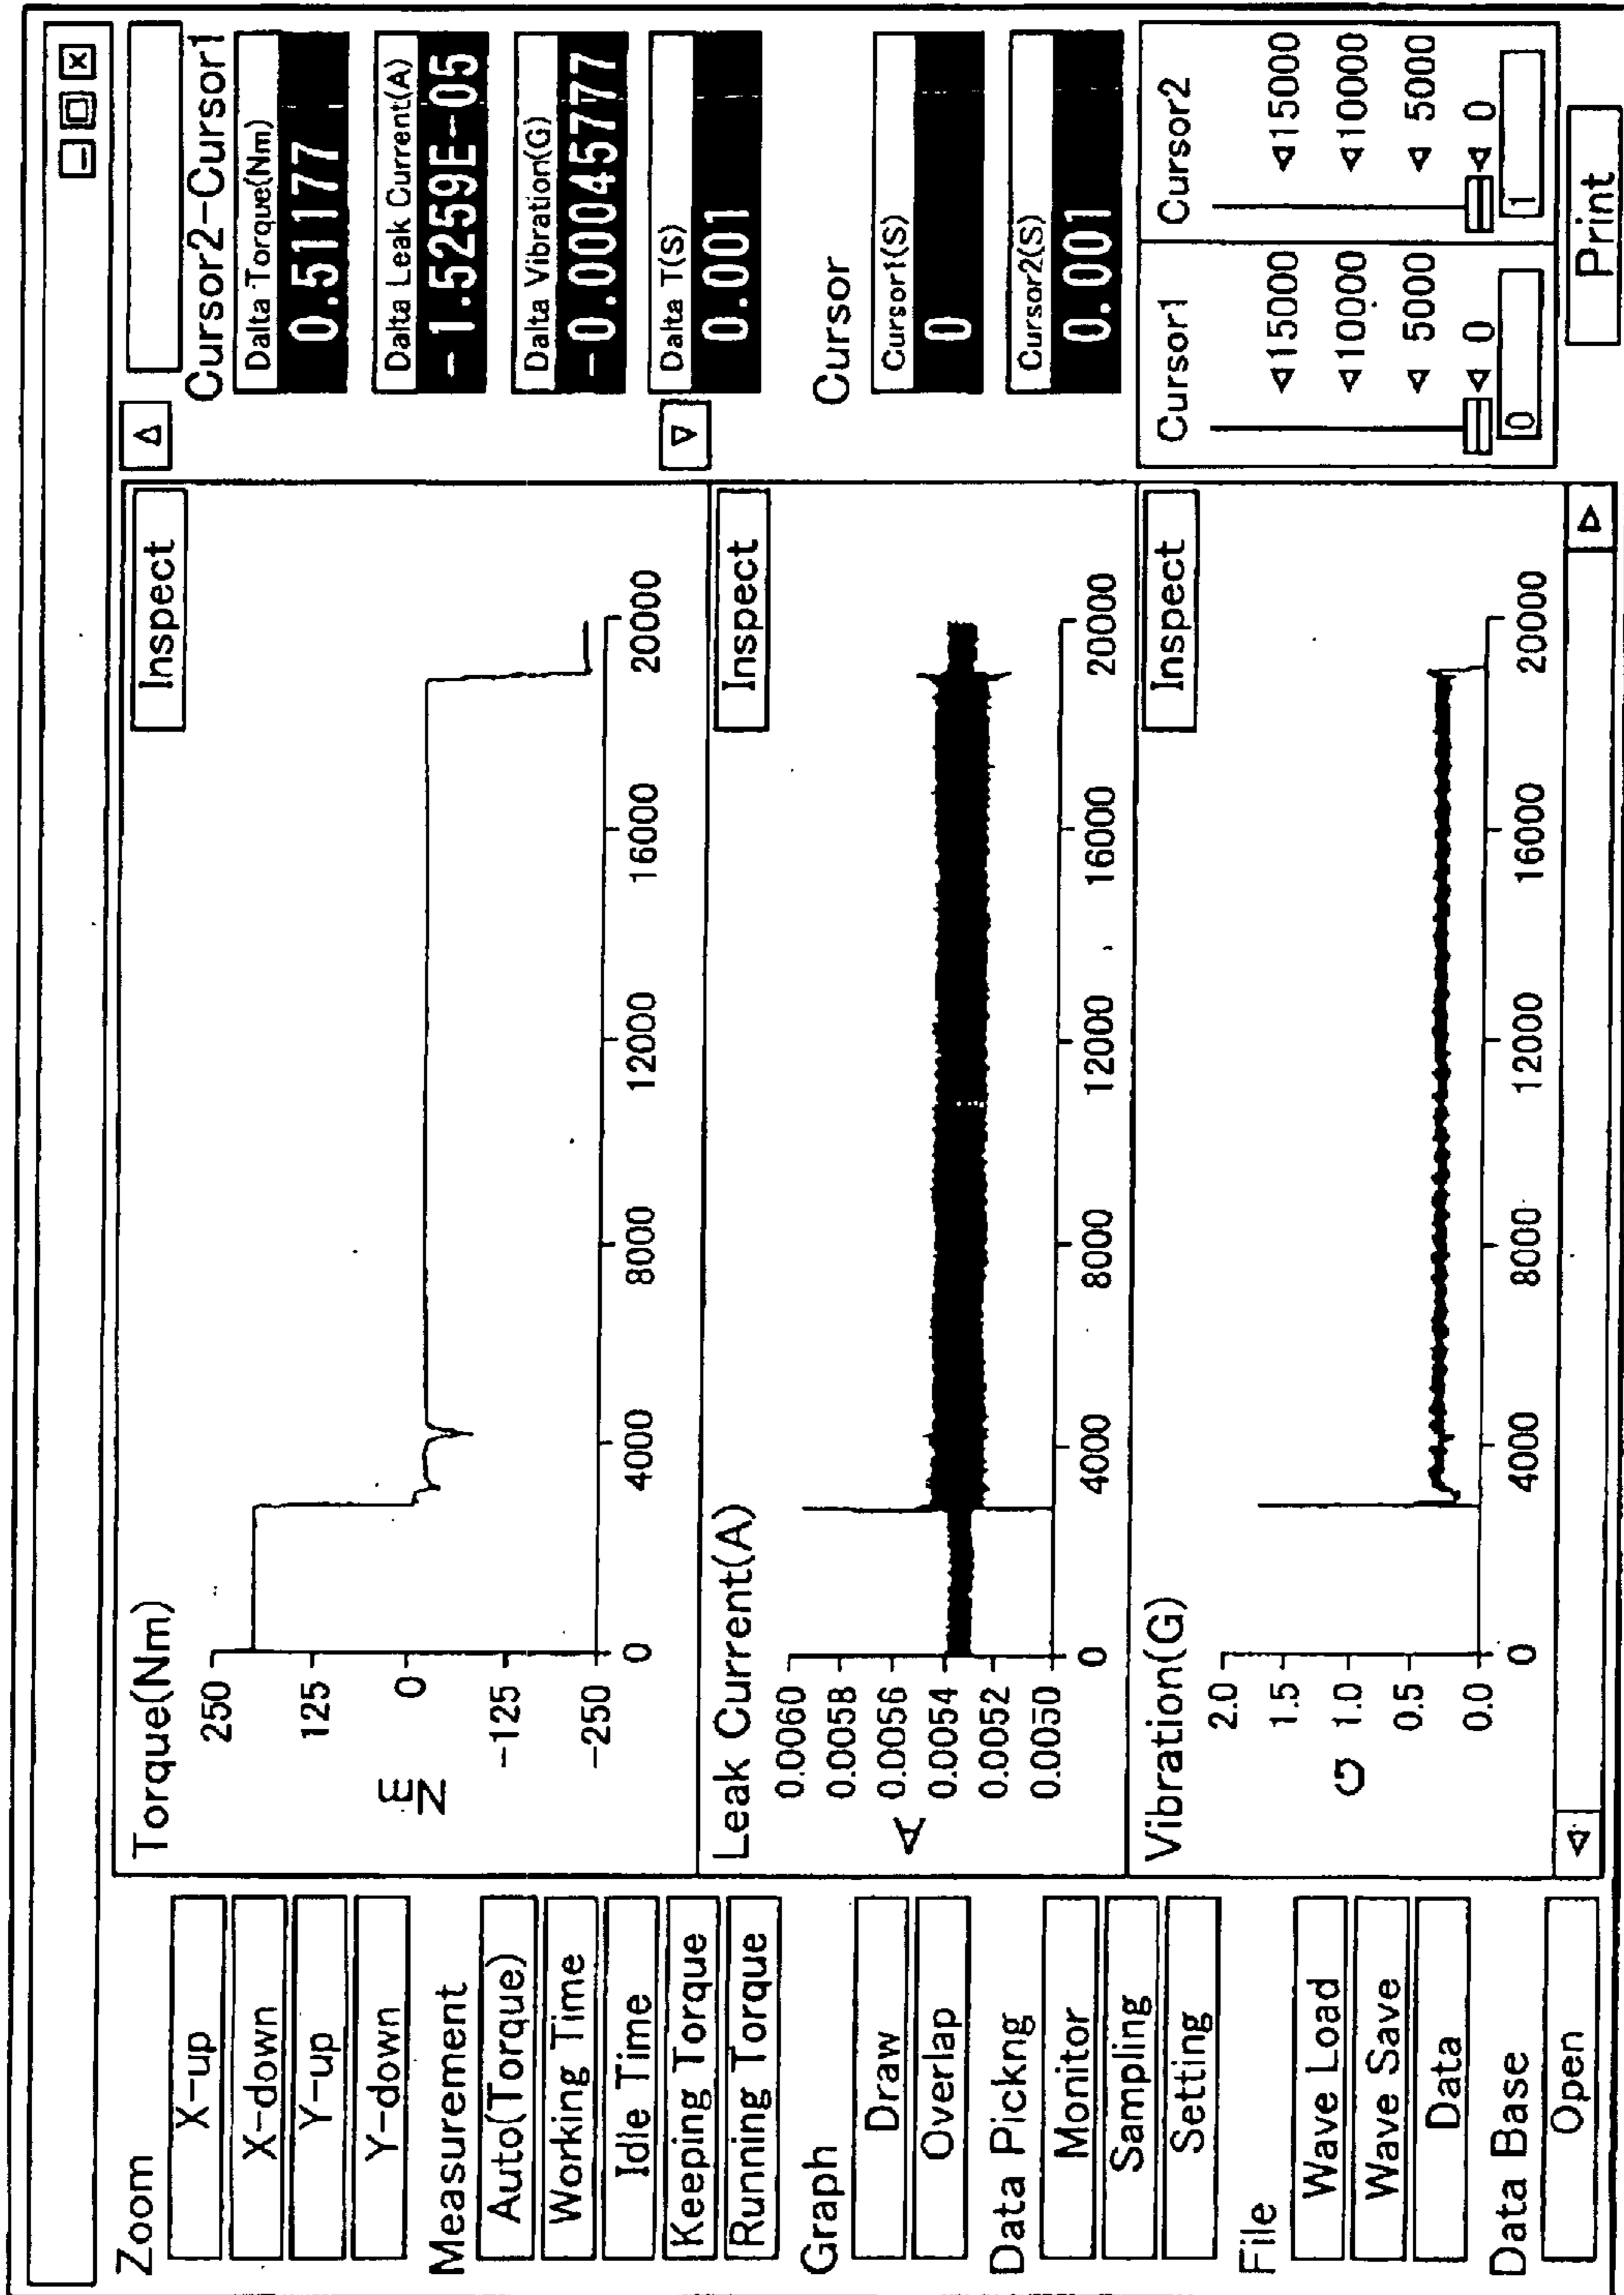 Zoom
X-up
X-down
Y-up
Y-down
Measurement
Auto(Torque)
Working Time
Idle Time
Keeping Torque
Running Torque
Graph
Draw
Overlap
Data Pickng
Monitor
Sampling
Setting
File
Wave Load
Wave Save
Data
Data Base
Open
Torque(Nm)
Inspect
250
125
0
-125
-250
Nm
0 4000 8000 12000 16000 20000
Leak Current(A)
Inspect
0.0060
0.0058
0.0056
0.0054
0.0052
0.0050
A
0 4000 8000 12000 16000 20000
Vibration(G)
Inspect
2.0
1.5
1.0
0.5
0.0
G
0 4000 8000 12000 16000 20000
Cursor2-Cursor1
Dalta Torque(Nm)
0.51177
Dalta Leak Current(A)
-1.5259E-05
Dalta Vibration(G)
-0.00045777
Dalta T(S)
0.001
Cursor
Cursor1(S)
0
Cursor2(S)
0.001
Cursor1
15000
10000
5000
0
0
Cursor2
15000
10000
5000
0
1
Print